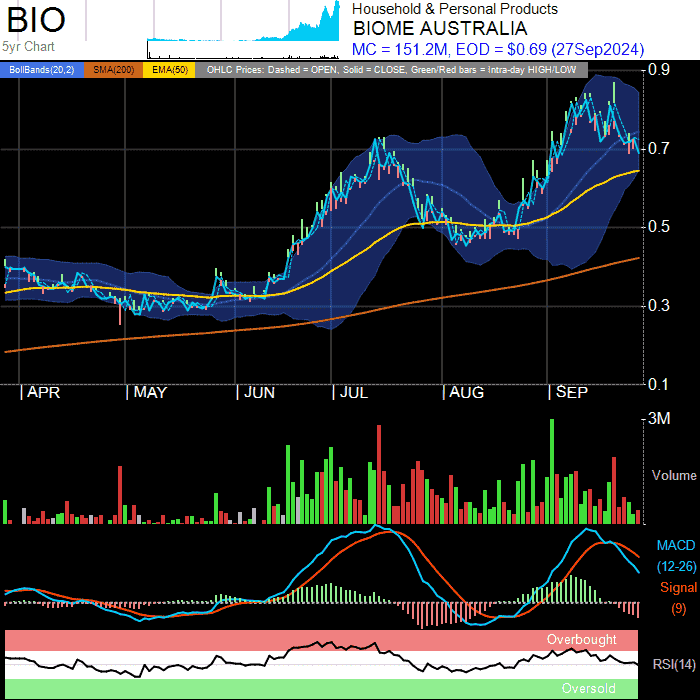 BIO
5yr Chart
Household & Personal Products
BIOME AUSTRALIA
MC = 151.2M, EOD = $0.69 (27Sep2024)
BollBands(20,2) SMA(200) EMA(50) OHLC Prices: Dashed = OPEN, Solid = CLOSE, Green/Red bars = Intra-day HIGH/LOW
0.9
0.7
0.5
0.3
0.1
| APR | MAY | JUN | JUL | AUG | SEP
3M
Volume
MACD
(12-26)
Signal
(9)
Overbought
RSI(14)
Oversold